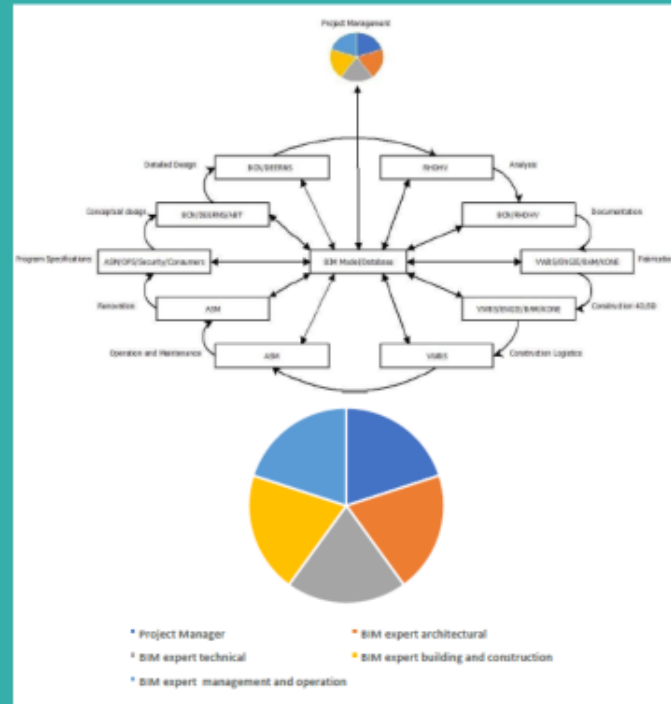 Project Management
Detailed Design
BCN/DEERNS
RHDHV
Analysis
Conceptual design
BCN/DEERNS/ABT
BCN/RHDHV
Documentation
Program Specifications
ASM/OPS/Security/Consumers
BIM Model/Database
VWBS/ENGIE/BAM/KONE
Fabrication
Renovation
ASM
VWBS/ENGIE/BAM/KONE
Construction 4D/5D
Operation and Maintenance
ASM
VWBS
Construction Logistics
Project Manager
BIM expert architectural
BIM expert technical
BIM expert building and construction
BIM expert management and operation